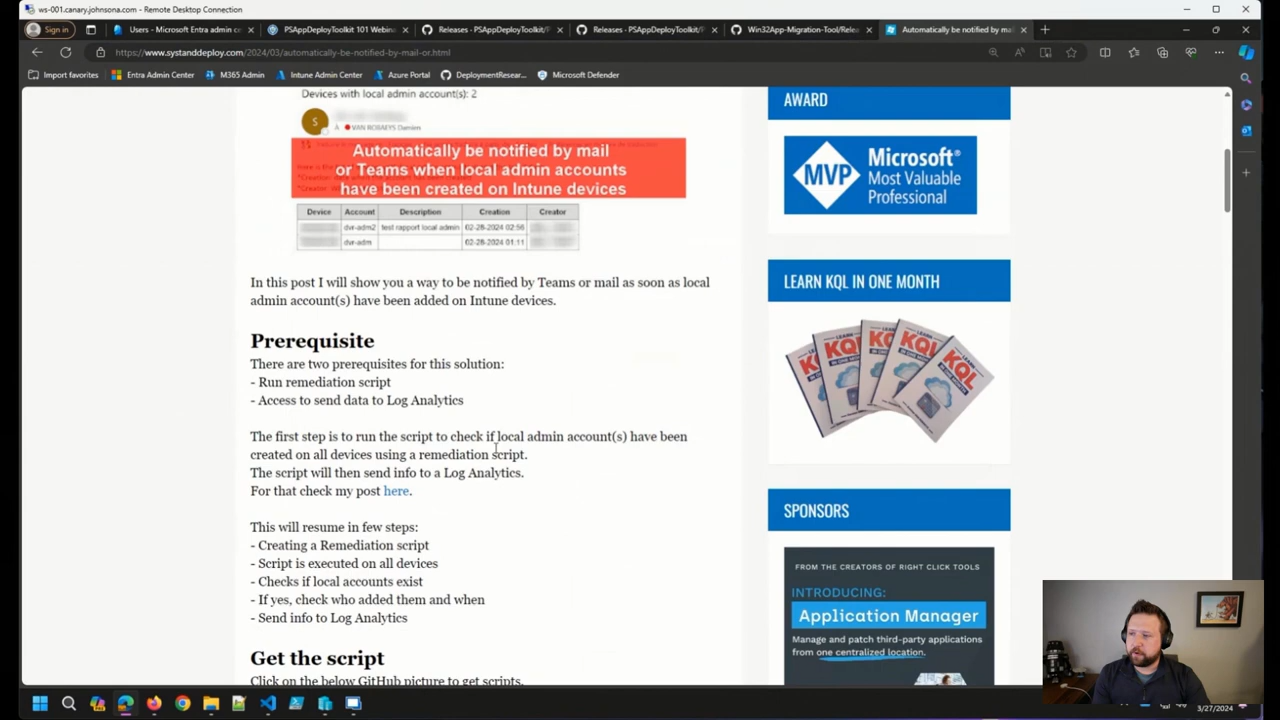 ws-001.canary.johnsona.com - Remote Desktop Connection
Sign in
Users - Microsoft Entra admin c
PSAppDeployToolkit 101 Webina
Releases - PSAppDeployToolkit/
Releases - PSAppDeployToolkit/
Win32App-Migration-Tool/Rele
Automatically be notified by mai
https://www.systanddeploy.com/2024/03/automatically-be-notified-by-mail-or.html
Import favorites
Entra Admin Center
M365 Admin
Intune Admin Center
Azure Portal
DeploymentResear...
Microsoft Defender
Devices with local admin account(s): 2
S
À VAN ROBAEYS Damien
Automatically be notified by mail
or Teams when local admin accounts
have been created on Intune devices
Device Account Description Creation Creator
dvr-adm2 test rapport local admin 02-28-2024 02:56
dvr-adm 02-28-2024 01:11
In this post I will show you a way to be notified by Teams or mail as soon as local
admin account(s) have been added on Intune devices.
Prerequisite
There are two prerequisites for this solution:
- Run remediation script
- Access to send data to Log Analytics
The first step is to run the script to check if local admin account(s) have been
created on all devices using a remediation script.
The script will then send info to a Log Analytics.
For that check my post here.
This will resume in few steps:
- Creating a Remediation script
- Script is executed on all devices
- Checks if local accounts exist
- If yes, check who added them and when
- Send info to Log Analytics
Get the script
Click on the below GitHub picture to get scripts.
AWARD
MVP
Microsoft®
Most Valuable
Professional
LEARN KQL IN ONE MONTH
KQL
SPONSORS
FROM THE CREATORS OF RIGHT CLICK TOOLS
INTRODUCING:
Application Manager
Manage and patch third-party applications
from one centralized location.
3/27/2024